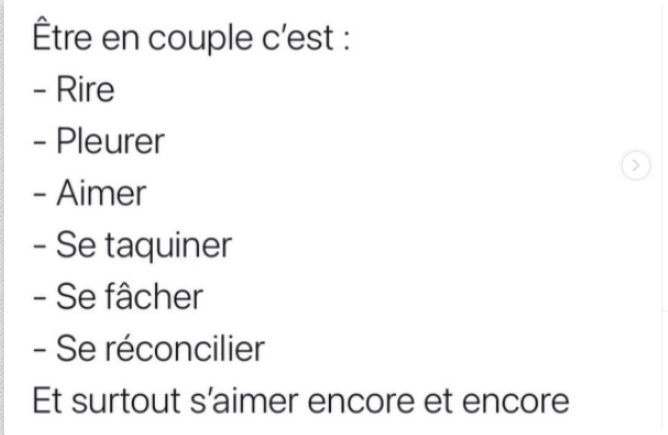 Être en couple c’est :
- Rire
- Pleurer
- Aimer
- Se taquiner
- Se fâcher
- Se réconcilier
Et surtout s’aimer encore et encore